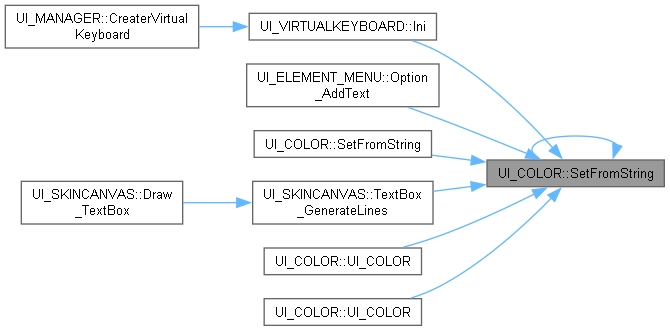 UI_MANAGER::CreaterVirtual
Keyboard
UI_VIRTUALKEYBOARD::Ini
UI_ELEMENT_MENU::Option
_AddText
UI_COLOR::SetFromString
UI_COLOR::SetFromString
UI_SKINCANVAS::Draw
_TextBox
UI_SKINCANVAS::TextBox
_GenerateLines
UI_COLOR::UI_COLOR
UI_COLOR::UI_COLOR